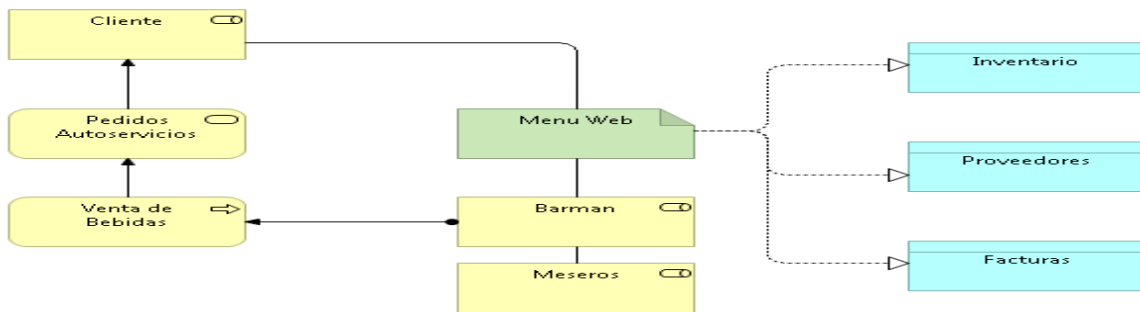 Cliente
Pedidos
Autoservicios
Venta de
Bebidas
Menu Web
Barman
Meseros
Inventario
Proveedores
Facturas